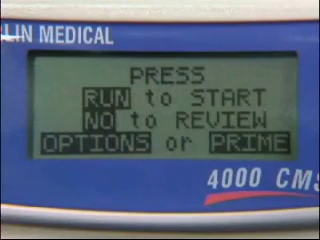 LIN MEDICAL
PRESS
RUN to START
NO to REVIEW
OPTIONS or PRIME
4000 CMS